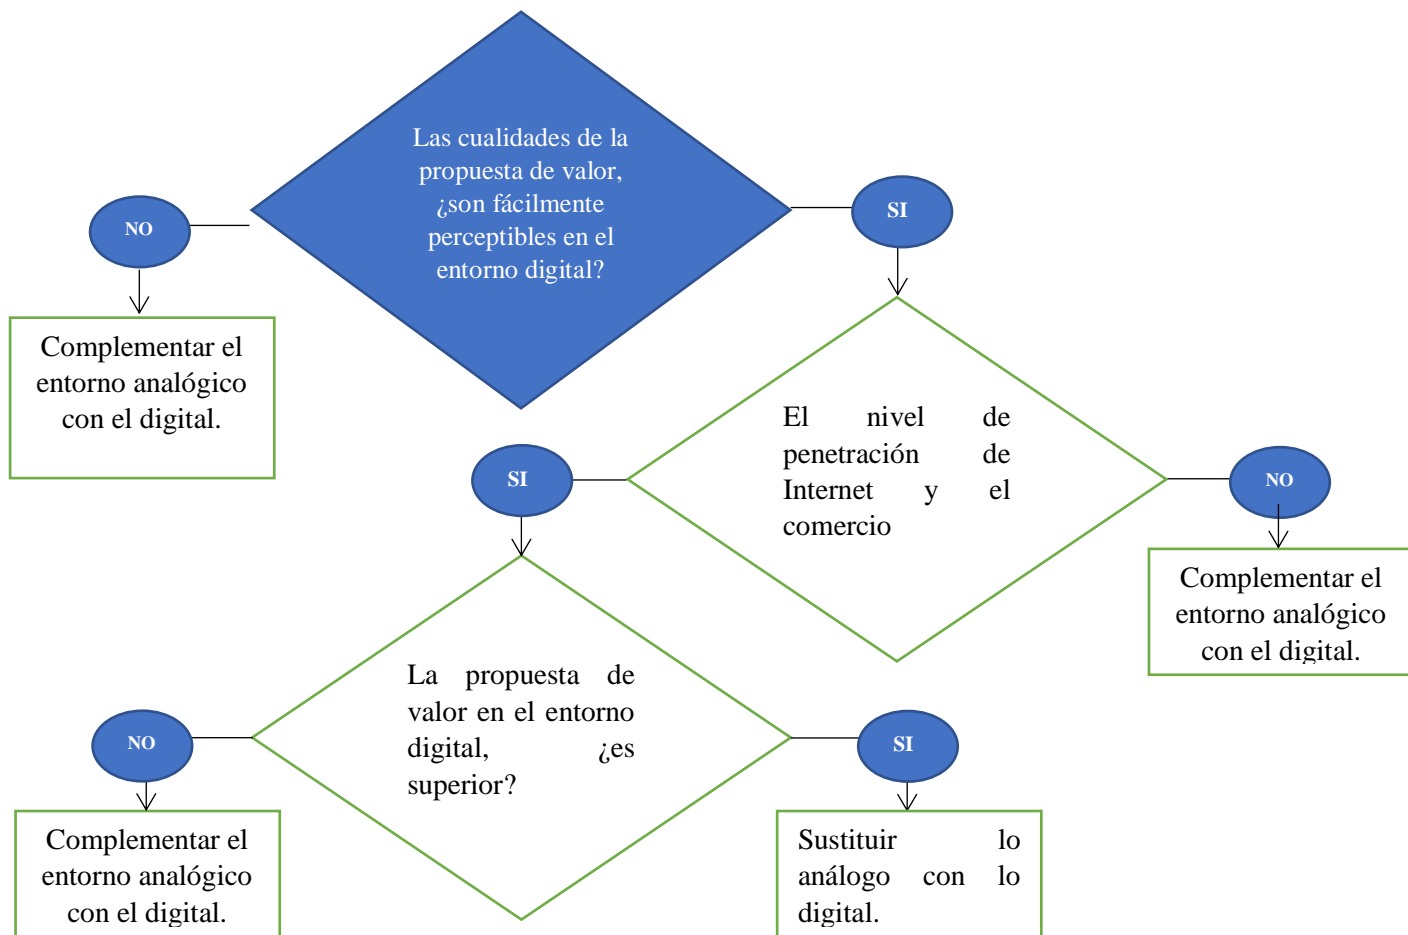 Las cualidades de la
propuesta de valor,
¿son fácilmente
perceptibles en el
entorno digital?
NO
SI
Complementar el
entorno analógico
con el digital.
El nivel de
penetración de
Internet y el
comercio
SI
NO
Complementar el
entorno analógico
con el digital.
La propuesta de
valor en el entorno
digital, ¿es
superior?
NO
SI
Complementar el
entorno analógico
con el digital.
Sustituir lo
análogo con lo
digital.